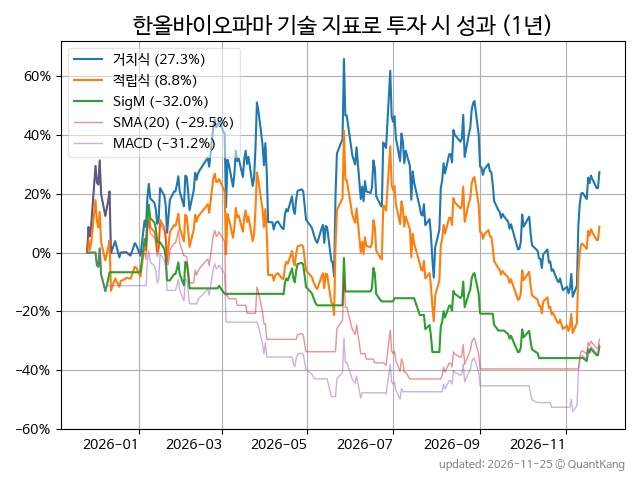 한올바이오파마 기술 지표로 투자 시 성과 (1년)
거치식 (27.3%)
적립식 (8.8%)
SigM (−32.0%)
SMA(20) (−29.5%)
MACD (−31.2%)
60%
40%
20%
0%
−20%
−40%
−60%
2026-01 2026-03 2026-05 2026-07 2026-09 2026-11
updated: 2026-11-25 ⓒ QuantKang